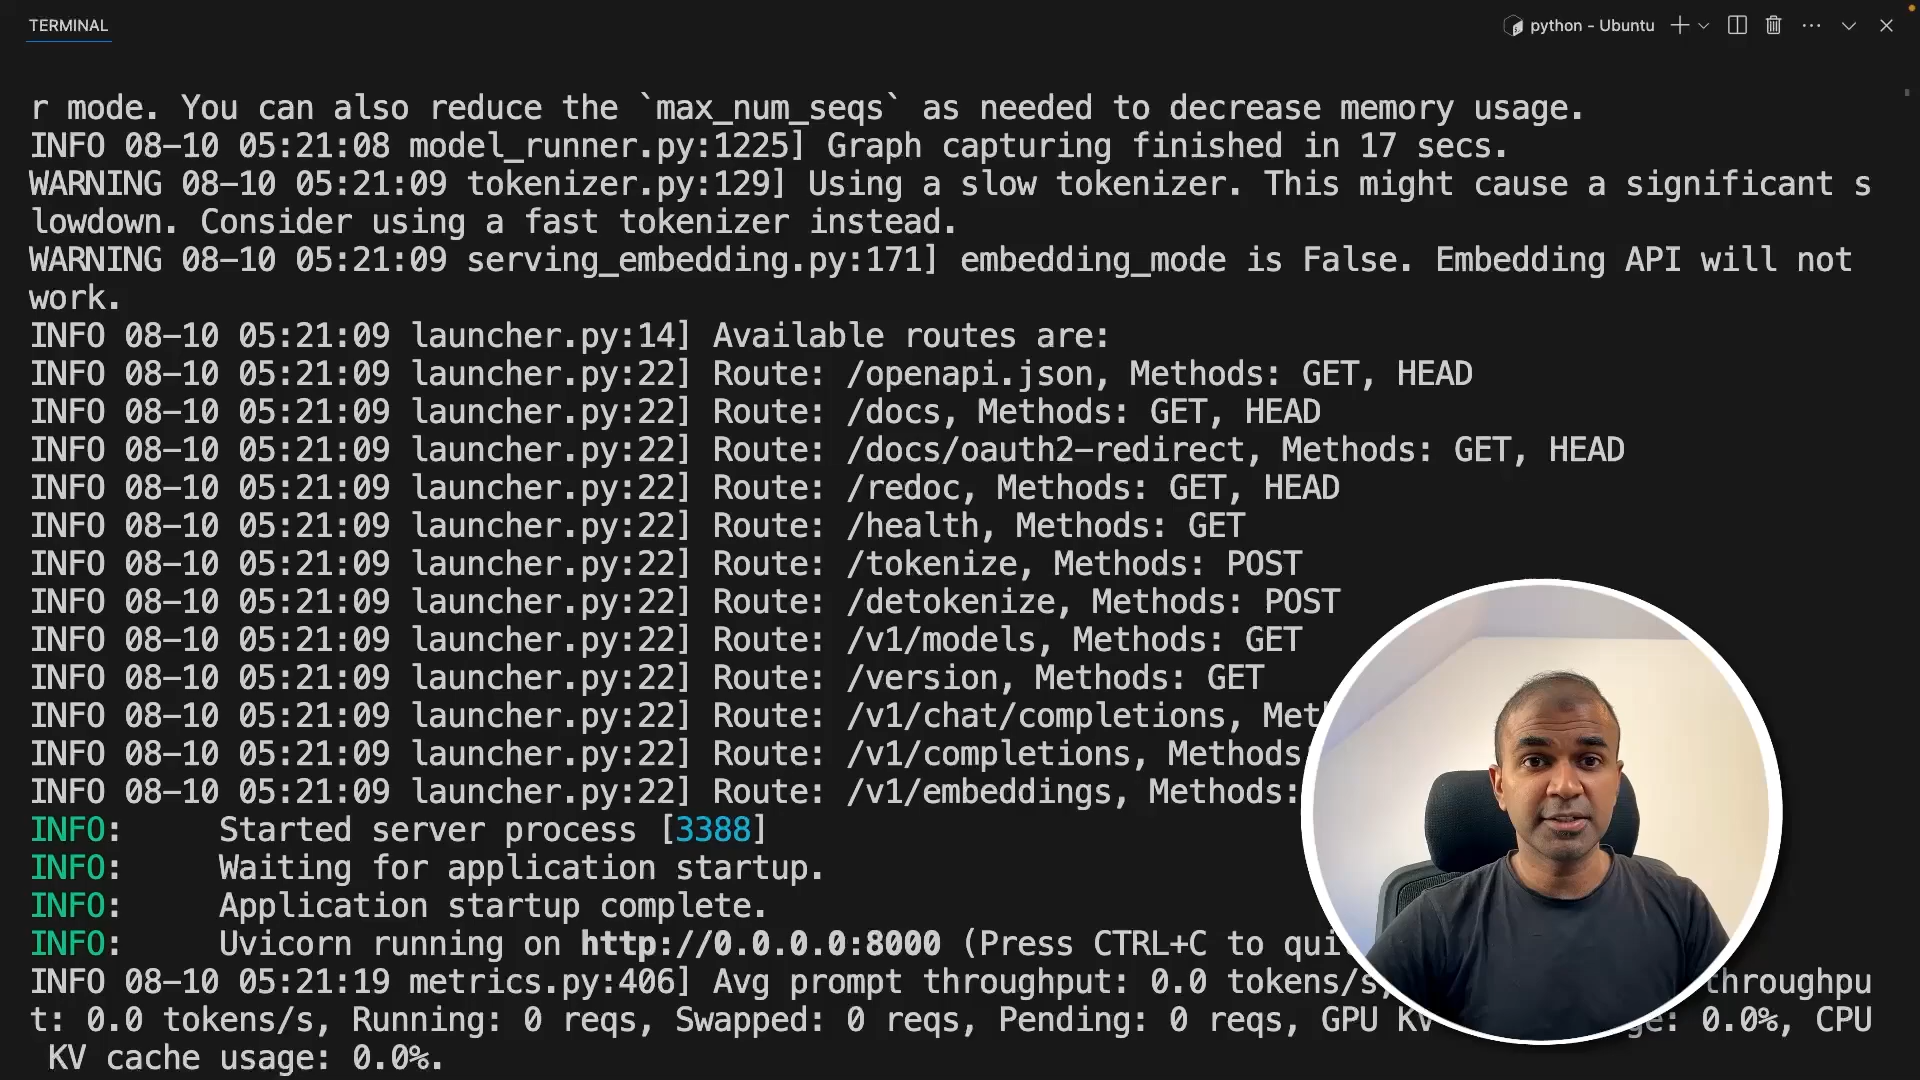 TERMINAL
python - Ubuntu
r mode. You can also reduce the `max_num_seqs` as needed to decrease memory usage.
INFO 08-10 05:21:08 model_runner.py:1225] Graph capturing finished in 17 secs.
WARNING 08-10 05:21:09 tokenizer.py:129] Using a slow tokenizer. This might cause a significant s
lowdown. Consider using a fast tokenizer instead.
WARNING 08-10 05:21:09 serving_embedding.py:171] embedding_mode is False. Embedding API will not
work.
INFO 08-10 05:21:09 launcher.py:14] Available routes are:
INFO 08-10 05:21:09 launcher.py:22] Route: /openapi.json, Methods: GET, HEAD
INFO 08-10 05:21:09 launcher.py:22] Route: /docs, Methods: GET, HEAD
INFO 08-10 05:21:09 launcher.py:22] Route: /docs/oauth2-redirect, Methods: GET, HEAD
INFO 08-10 05:21:09 launcher.py:22] Route: /redoc, Methods: GET, HEAD
INFO 08-10 05:21:09 launcher.py:22] Route: /health, Methods: GET
INFO 08-10 05:21:09 launcher.py:22] Route: /tokenize, Methods: POST
INFO 08-10 05:21:09 launcher.py:22] Route: /detokenize, Methods: POST
INFO 08-10 05:21:09 launcher.py:22] Route: /v1/models, Methods: GET
INFO 08-10 05:21:09 launcher.py:22] Route: /version, Methods: GET
INFO 08-10 05:21:09 launcher.py:22] Route: /v1/chat/completions, Met
INFO 08-10 05:21:09 launcher.py:22] Route: /v1/completions, Methods:
INFO 08-10 05:21:09 launcher.py:22] Route: /v1/embeddings, Methods:
INFO: Started server process [3388]
INFO: Waiting for application startup.
INFO: Application startup complete.
INFO: Uvicorn running on http://0.0.0.0:8000 (Press CTRL+C to qui
INFO 08-10 05:21:19 metrics.py:406] Avg prompt throughput: 0.0 tokens/s, throughpu
t: 0.0 tokens/s, Running: 0 reqs, Swapped: 0 reqs, Pending: 0 reqs, GPU KV ge: 0.0%, CPU
KV cache usage: 0.0%.